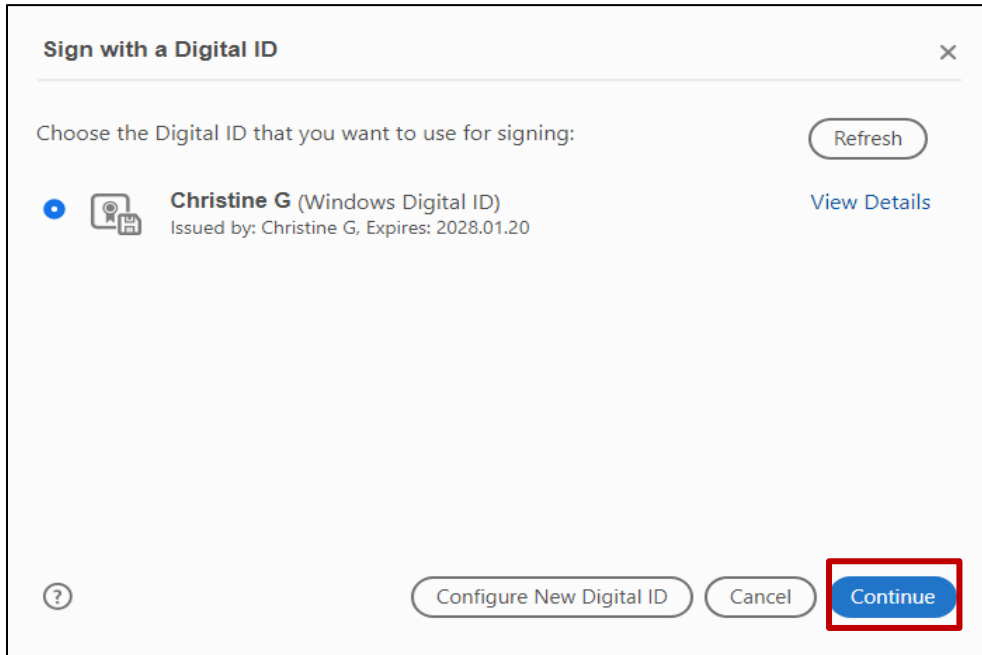 Sign with a Digital ID
Choose the Digital ID that you want to use for signing:
Refresh
Christine G (Windows Digital ID)
View Details
Issued by: Christine G, Expires: 2028.01.20
?
Configure New Digital ID
Cancel
Continue